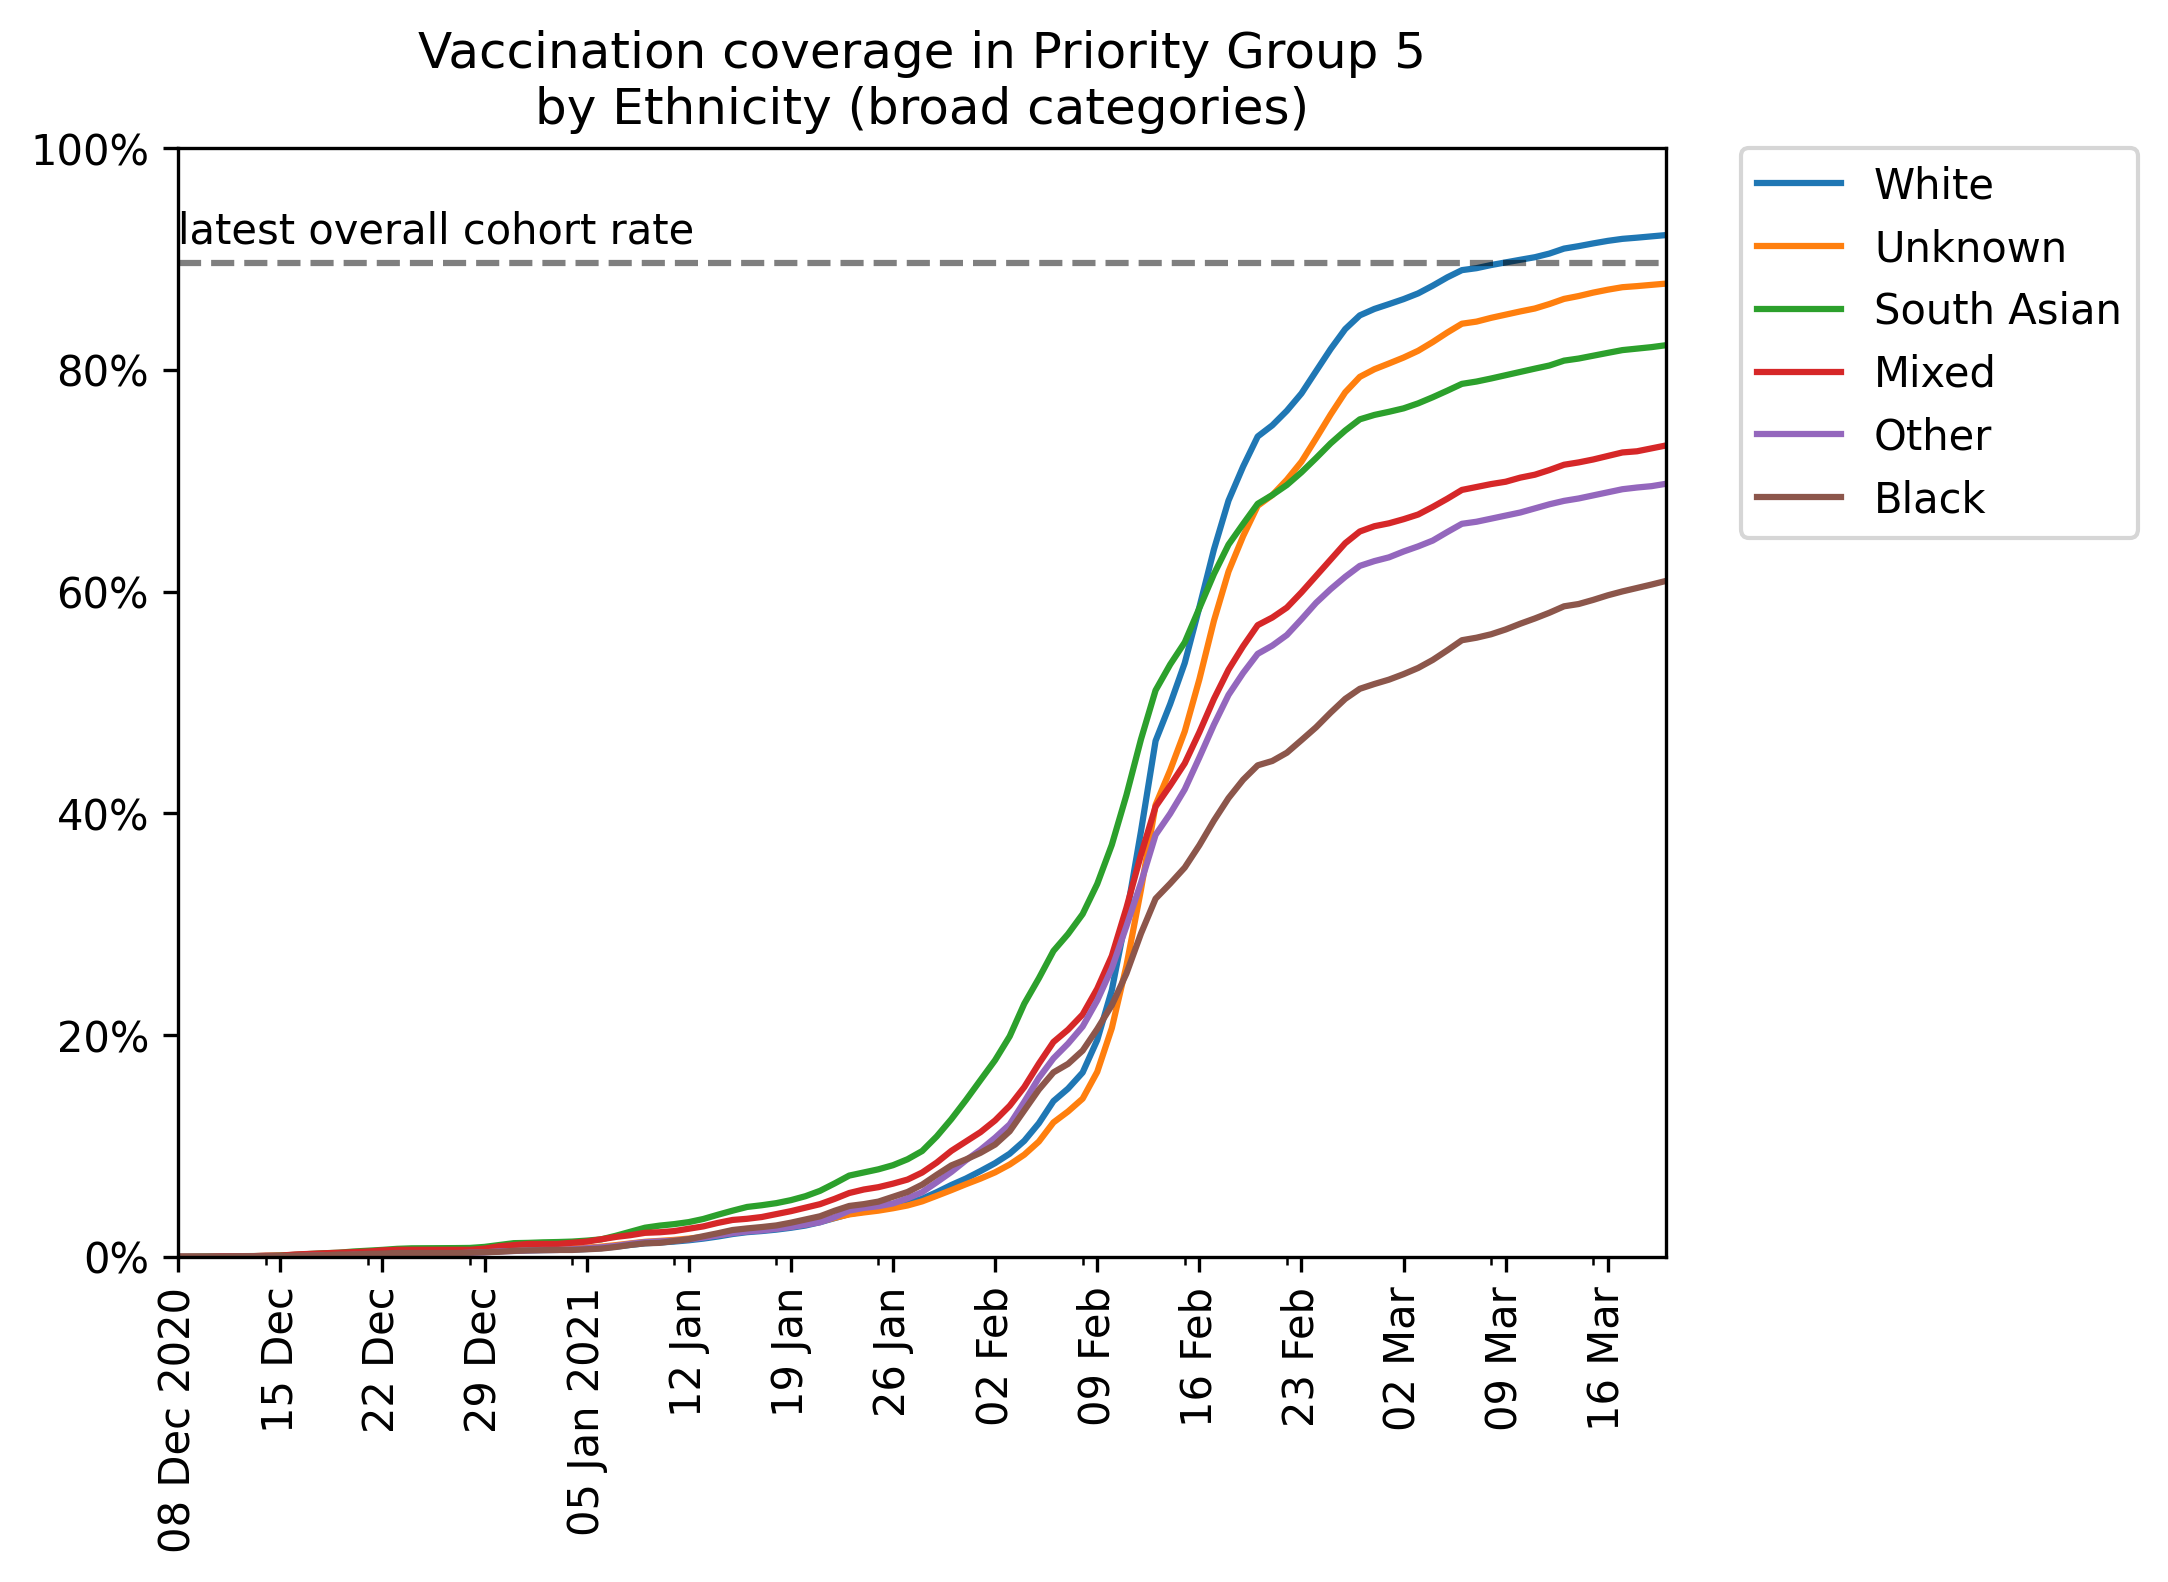 Vaccination coverage in Priority Group 5
by Ethnicity (broad categories)
100%
80%
60%
40%
20%
0%
latest overall cohort rate
White
Unknown
South Asian
Mixed
Other
Black
08 Dec 2020
15 Dec
22 Dec
29 Dec
05 Jan 2021
12 Jan
19 Jan
26 Jan
02 Feb
09 Feb
16 Feb
23 Feb
02 Mar
09 Mar
16 Mar